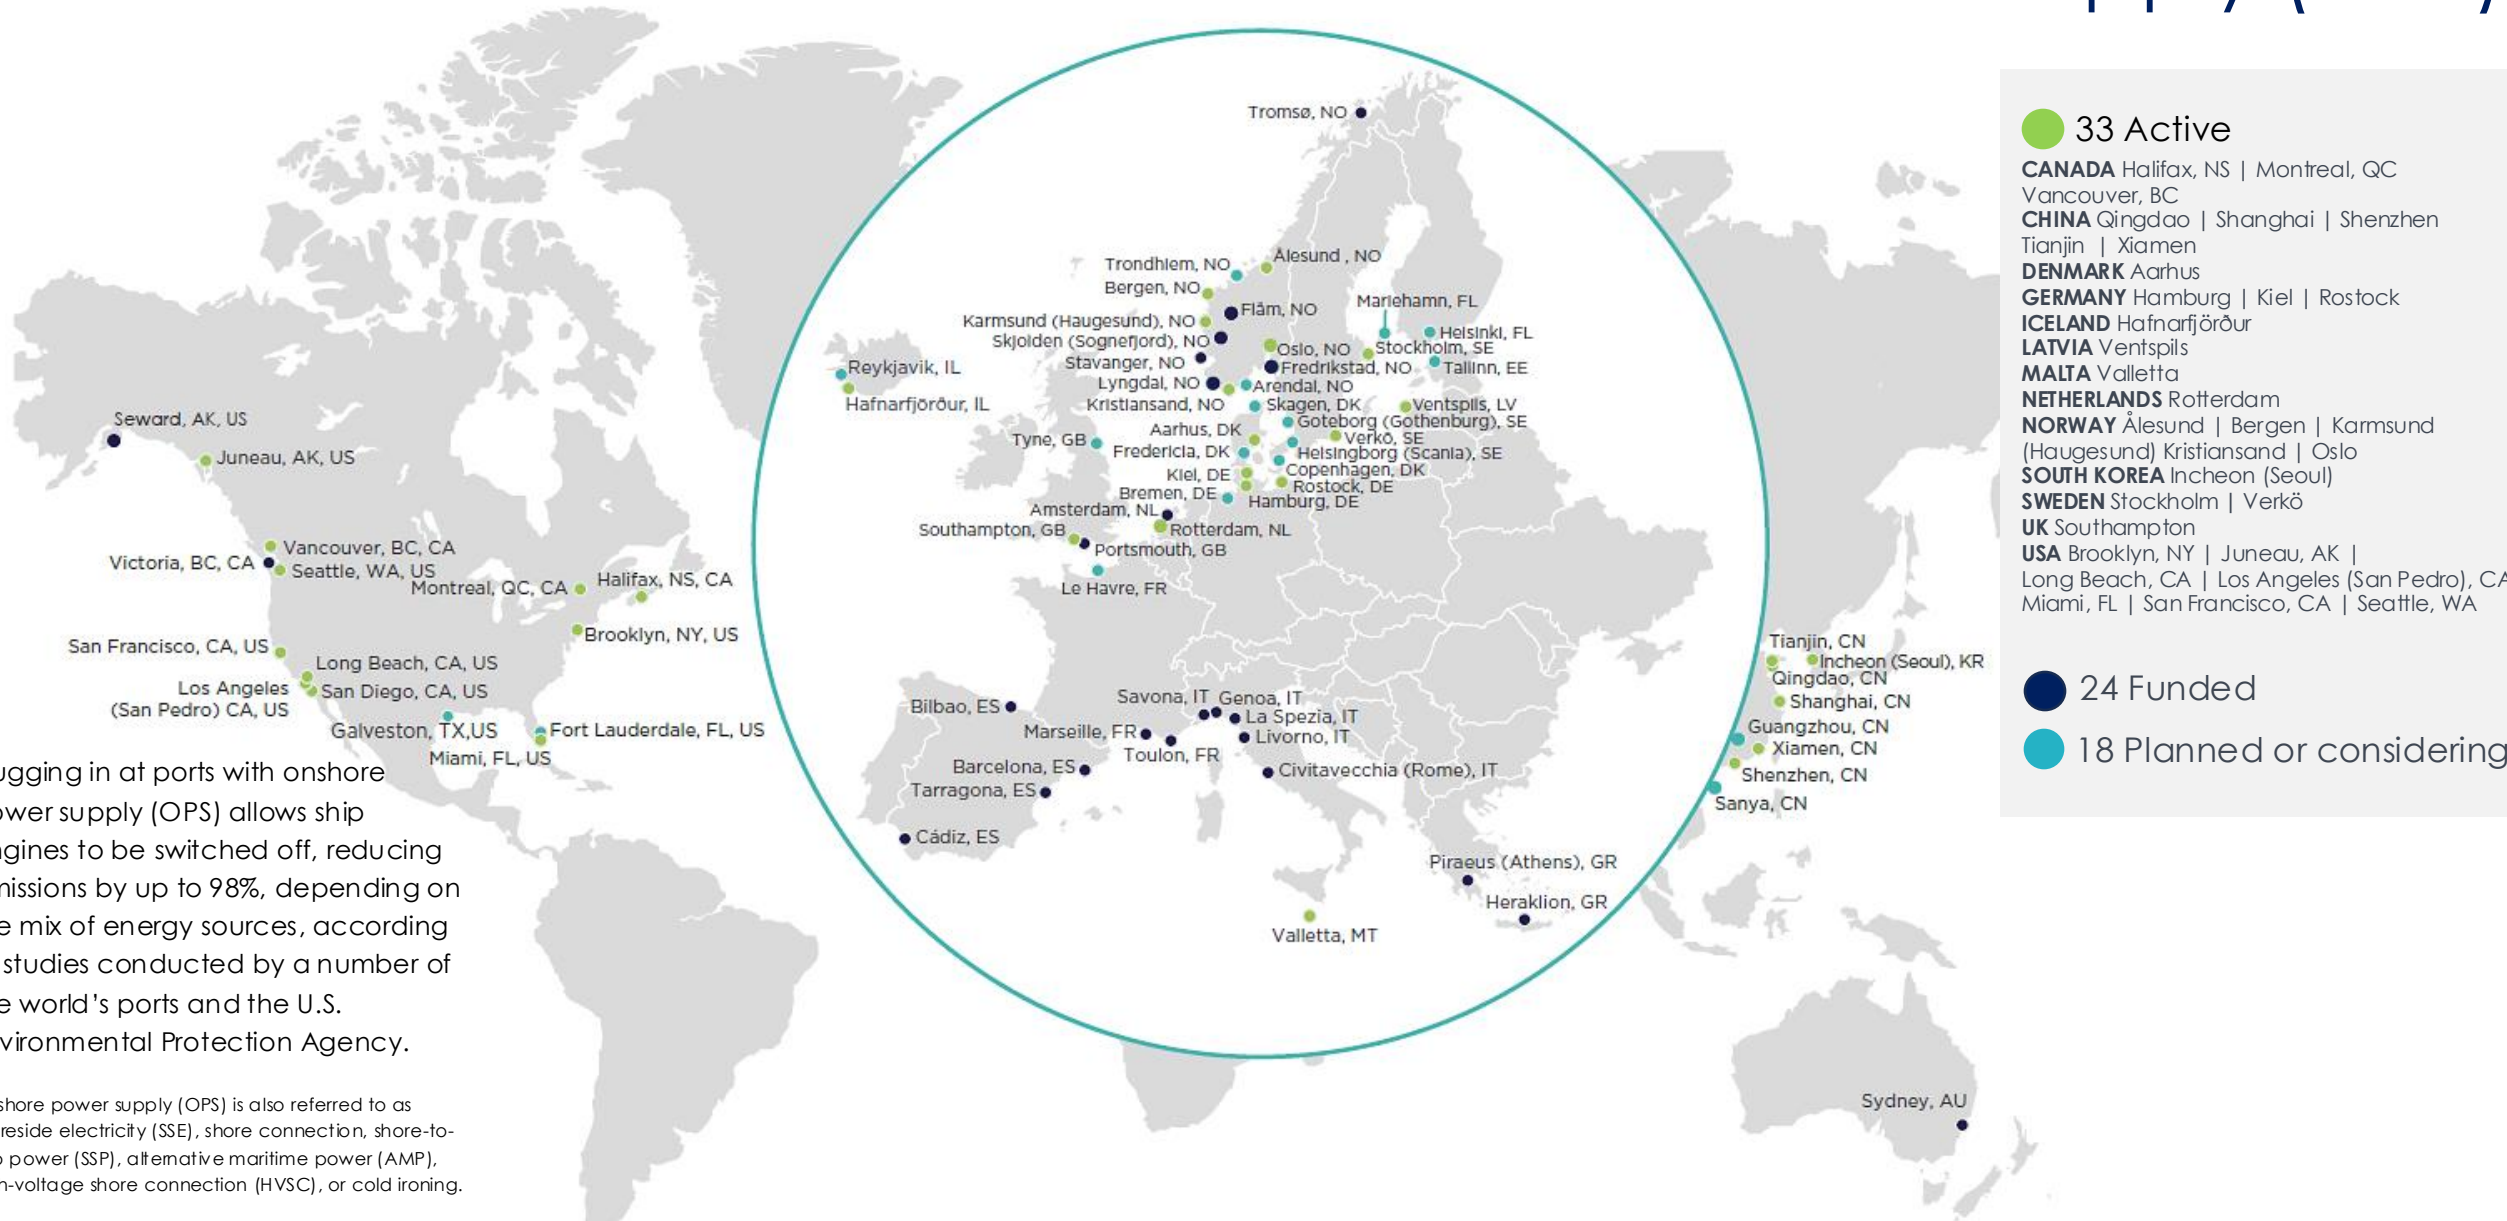 Tromsø, NO
Trondhiem, NO
Ålesund , NO
Bergen, NO
Flåm, NO
Mariehamn, FL
Karmsund (Haugesund), NO
Helsinki, FL
Skjolden (Sognefjord), NO
Oslo, NO
Stockholm, SE
Stavanger, NO
Fredrikstad, NO
Tallinn, EE
Reykjavik, IL
Lyngdal, NO
Arendal, NO
Hafnarfjörður, IL
Kristiansand, NO
Skagen, DK
Ventspils, LV
Goteborg (Gothenburg), SE
Aarhus, DK
Verkö, SE
Tyne, GB
Fredericia, DK
Helsingborg (Scania), SE
Kiel, DE
Copenhagen, DK
Rostock, DE
Bremen, DE
Hamburg, DE
Amsterdam, NL
Southampton, GB
Rotterdam, NL
Portsmouth, GB
Le Havre, FR
Seward, AK, US
Juneau, AK, US
Vancouver, BC, CA
Victoria, BC, CA
Seattle, WA, US
Montreal, QC, CA
Halifax, NS, CA
Brooklyn, NY, US
San Francisco, CA, US
Long Beach, CA, US
Los Angeles
(San Pedro) CA, US
San Diego, CA, US
Galveston, TX,US
Fort Lauderdale, FL, US
Miami, FL, US
Bilbao, ES
Savona, IT
Genoa, IT
La Spezia, IT
Marseille, FR
Livorno, IT
Toulon, FR
Barcelona, ES
Civitavecchia (Rome), IT
Tarragona, ES
Cádiz, ES
Piraeus (Athens), GR
Heraklion, GR
Valletta, MT
Tianjin, CN
Incheon (Seoul), KR
Qingdao, CN
Shanghai, CN
Guangzhou, CN
Xiamen, CN
Shenzhen, CN
Sanya, CN
Sydney, AU
33 Active
CANADA Halifax, NS | Montreal, QC
Vancouver, BC
CHINA Qingdao | Shanghai | Shenzhen
Tianjin | Xiamen
DENMARK Aarhus
GERMANY Hamburg | Kiel | Rostock
ICELAND Hafnarfjörður
LATVIA Ventspils
MALTA Valletta
NETHERLANDS Rotterdam
NORWAY Ålesund | Bergen | Karmsund
(Haugesund) Kristiansand | Oslo
SOUTH KOREA Incheon (Seoul)
SWEDEN Stockholm | Verkö
UK Southampton
USA Brooklyn, NY | Juneau, AK |
Long Beach, CA | Los Angeles (San Pedro), CA
Miami, FL | San Francisco, CA | Seattle, WA
24 Funded
18 Planned or considering
ugging in at ports with onshore
ower supply (OPS) allows ship
ngines to be switched off, reducing
missions by up to 98%, depending on
e mix of energy sources, according
studies conducted by a number of
e world's ports and the U.S.
vironmental Protection Agency.
shore power supply (OPS) is also referred to as
reside electricity (SSE), shore connection, shore-to-
p power (SSP), alternative maritime power (AMP),
n-voltage shore connection (HVSC), or cold ironing.